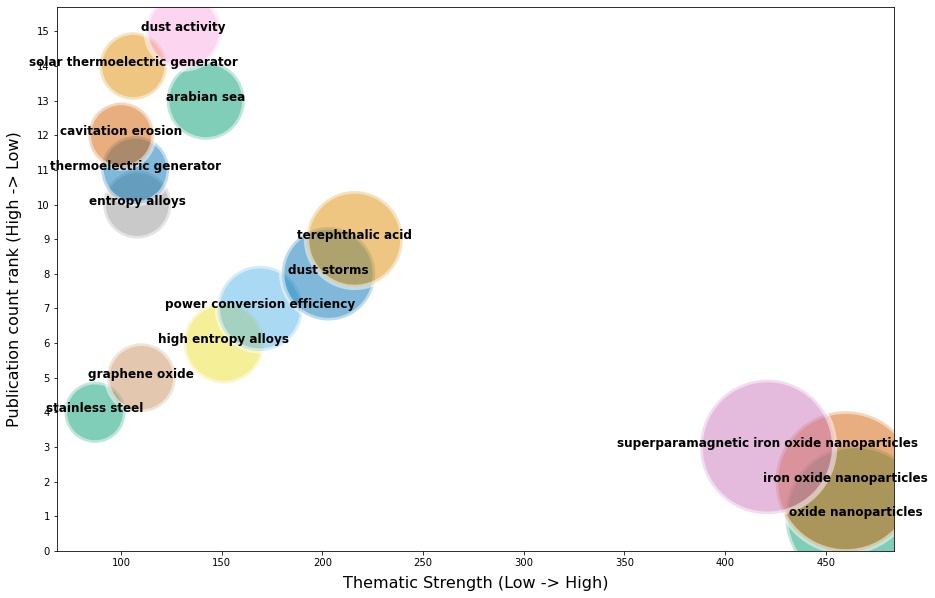 Publication count rank (High -> Low)
15
14
13
12
11
10
9
8
7
6
5
4
3
2
1
0
dust activity
solar thermoelectric generator
arabian sea
cavitation erosion
thermoelectric generator
entropy alloys
terephthalic acid
dust storms
power conversion efficiency
high entropy alloys
graphene oxide
stainless steel
superparamagnetic iron oxide nanoparticles
iron oxide nanoparticles
oxide nanoparticles
100 150 200 250 300 350 400 450
Thematic Strength (Low -> High)